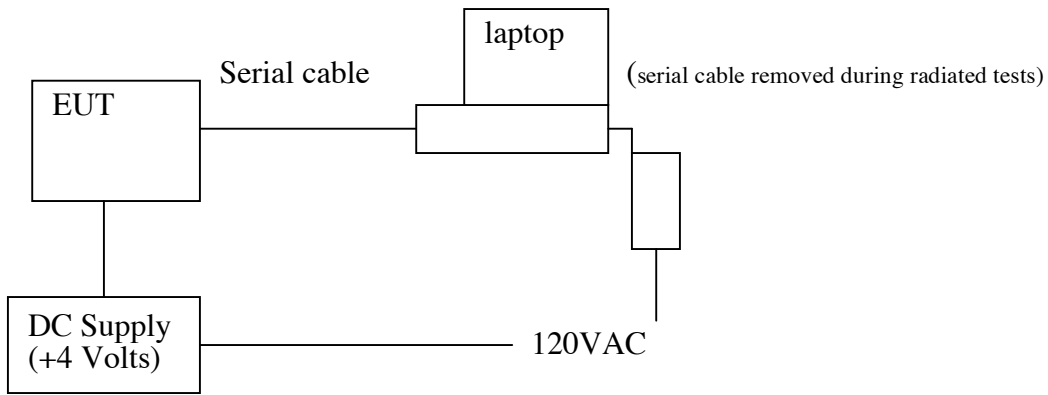 laptop
Serial cable
(serial cable removed during radiated tests)
EUT
DC Supply
(+4 Volts)
120VAC